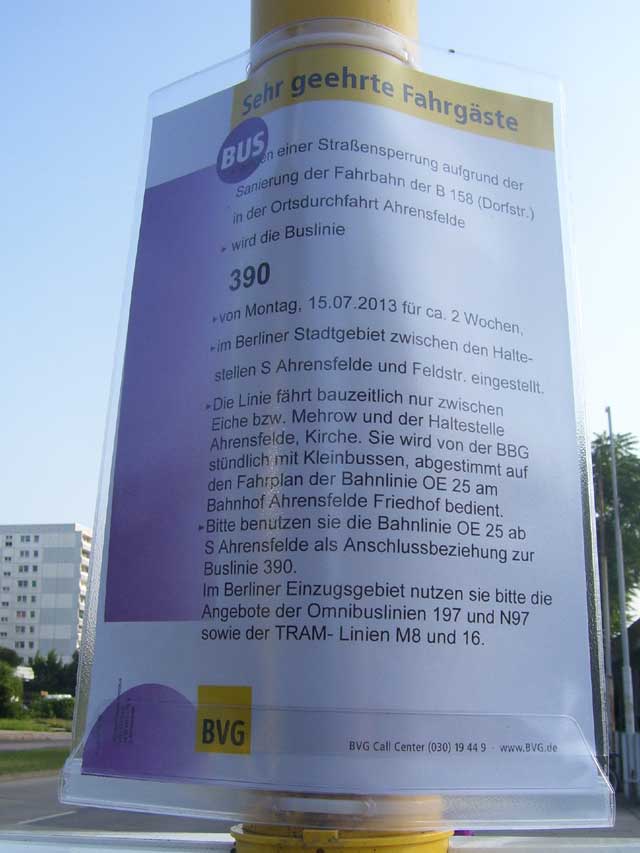 Sehr geehrte Fahrgäste
BUS
einer Straßensperrung aufgrund der
Sanierung der Fahrbahn der B 158 (Dorfstr.)
in der Ortsdurchfahrt Ahrensfelde
wird die Buslinie
390
von Montag, 15.07.2013 für ca. 2 Wochen,
im Berliner Stadtgebiet zwischen den Halte-
stellen S Ahrensfelde und Feldstr. eingestellt.
Die Linie fährt bauzeitlich nur zwischen
Eiche bzw. Mehrow und der Haltestelle
Ahrensfelde, Kirche. Sie wird von der BBG
stündlich mit Kleinbussen, abgestimmt auf
den Fahrplan der Bahnlinie OE 25 am
Bahnhof Ahrensfelde Friedhof bedient.
Bitte benutzen sie die Bahnlinie OE 25 ab
S Ahrensfelde als Anschlussbeziehung zur
Buslinie 390.
Im Berliner Einzugsgebiet nutzen sie bitte die
Angebote der Omnibuslinien 197 und N97
sowie der TRAM- Linien M8 und 16.
BVG
BVG Call Center (030) 19 44 9 · www.BVG.de